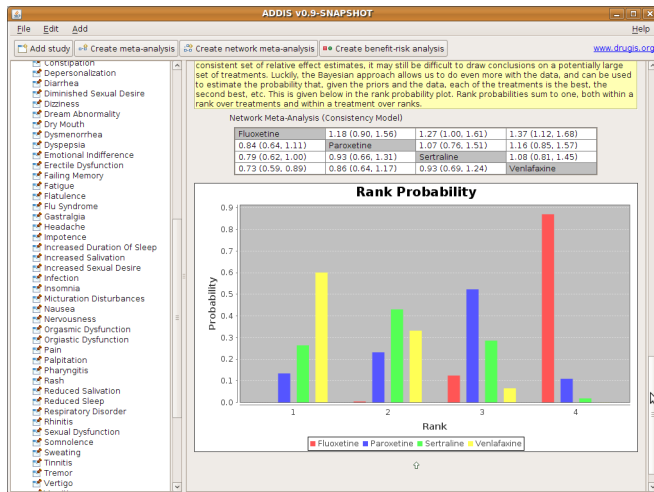 ADDIS v0.9-SNAPSHOT
File Edit Add Help
Add study Create meta-analysis Create network meta-analysis Create benefit-risk analysis www.drugis.org
Constipation
Depersonalization
Diarrhea
Diminished Sexual Desire
Dizziness
Dream Abnormality
Dry Mouth
Dysmenorrhea
Dyspepsia
Emotional Indifference
Erectile Dysfunction
Failing Memory
Fatigue
Flatulence
Flu Syndrome
Gastralgia
Headache
Impotence
Increased Duration Of Sleep
Increased Salivation
Increased Sexual Desire
Infection
Insomnia
Micturation Disturbances
Nausea
Nervousness
Orgasmic Dysfunction
Orgiastic Dysfunction
Pain
Palpitation
Pharyngitis
Rash
Reduced Salivation
Reduced Sleep
Respiratory Disorder
Rhinitis
Sexual Dysfunction
Somnolence
Sweating
Tinnitis
Tremor
Vertigo
consistent set of relative effect estimates, it may still be difficult to draw conclusions on a potentially large
set of treatments. Luckily, the Bayesian approach allows us to do even more with the data, and can be used
to estimate the probability that, given the priors and the data, each of the treatments is the best, the
second best, etc. This is given below in the rank probability plot. Rank probabilities sum to one, both within a
rank over treatments and within a treatment over ranks.
Network Meta-Analysis (Consistency Model)
Fluoxetine 1.18 (0.90, 1.56) 1.27 (1.00, 1.61) 1.37 (1.12, 1.68)
0.84 (0.64, 1.11) Paroxetine 1.07 (0.76, 1.51) 1.16 (0.85, 1.57)
0.79 (0.62, 1.00) 0.93 (0.66, 1.31) Sertraline 1.08 (0.81, 1.45)
0.73 (0.59, 0.89) 0.86 (0.64, 1.17) 0.93 (0.69, 1.24) Venlafaxine
Rank Probability
Probability
0.9
0.8
0.7
0.6
0.5
0.4
0.3
0.2
0.1
0.0
1 2 3 4
Rank
Fluoxetine Paroxetine Sertraline Venlafaxine